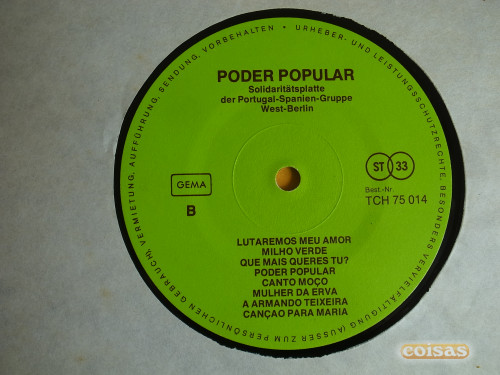 URHEBER- UND LEISTUNGSSCHUTZRECHTE, BESONDERS VERVIELFÄLTIGUNG (AUSSER ZUM PERSÖNLICHEN GEBRAUCH), VERMIETUNG, AUFFÜHRUNG, SENDUNG, VORBEHALTEN •
PODER POPULAR
Solidaritätsplatte
der Portugal-Spanien-Gruppe
West-Berlin
GEMA
ST 33
B
Best.-Nr.
TCH 75 014
LUTAREMOS MEU AMOR
MILHO VERDE
QUE MAIS QUERES TU?
PODER POPULAR
CANTO MOÇO
MULHER DA ERVA
A ARMANDO TEIXEIRA
CANÇAO PARA MARIA
coisas